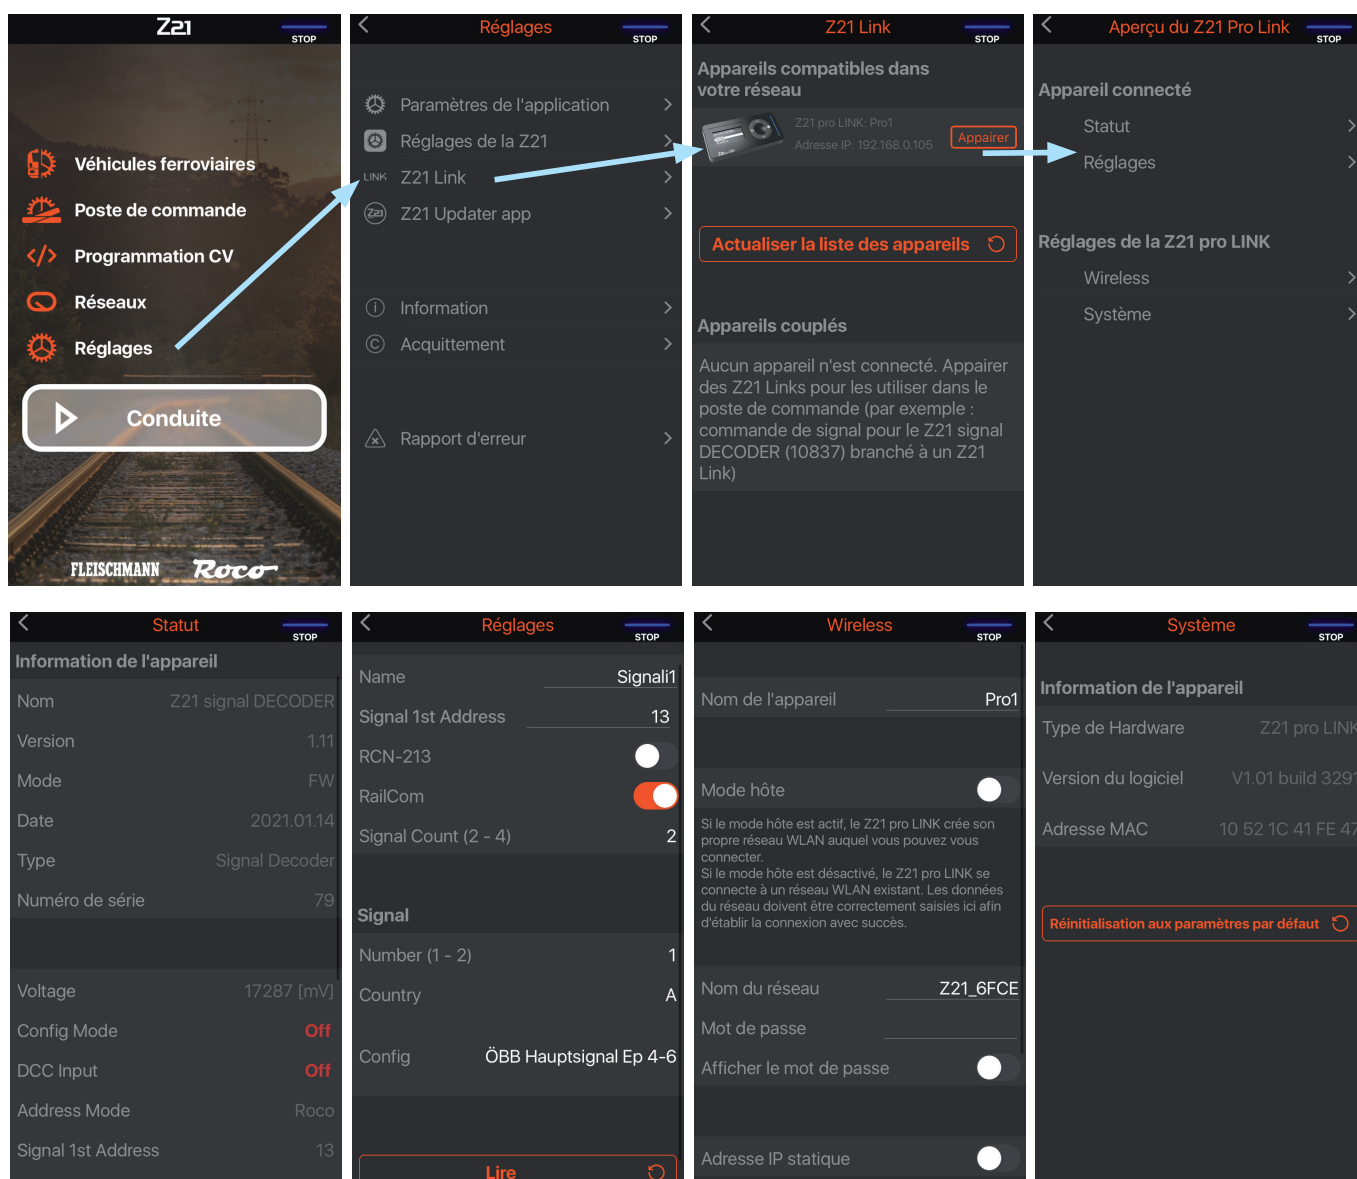 Z21
STOP
Véhicules ferroviaires
Poste de commande
Programmation CV
Réseaux
Réglages
Conduite
FLEISCHMANN Roco
Réglages
STOP
Paramètres de l'application
Réglages de la Z21
LINK Z21 Link
Z21 Z21 Updater app
Information
Acquittement
Rapport d'erreur
Z21 Link
STOP
Appareils compatibles dans
votre réseau
Z21 pro LINK: Pro1
Adresse IP: 192.168.0.105
Appairer
Actualiser la liste des appareils
Appareils couplés
Aucun appareil n'est connecté. Appairer
des Z21 Links pour les utiliser dans le
poste de commande (par exemple :
commande de signal pour le Z21 signal
DECODER (10837) branché à un Z21
Link)
Aperçu du Z21 Pro Link
STOP
Appareil connecté
Statut
Réglages
Réglages de la Z21 pro LINK
Wireless
Système
Statut
STOP
Information de l'appareil
Nom Z21 signal DECODER
Version 1.11
Mode FW
Date 2021.01.14
Type Signal Decoder
Numéro de série 79
Voltage 17287 [mV]
Config Mode Off
DCC Input Off
Address Mode Roco
Signal 1st Address 13
Réglages
STOP
Name Signali1
Signal 1st Address 13
RCN-213
RailCom
Signal Count (2 - 4) 2
Signal
Number (1 - 2) 1
Country A
Config ÖBB Hauptsignal Ep 4-6
Lire
Wireless
STOP
Nom de l'appareil Pro1
Mode hôte
Si le mode hôte est actif, le Z21 pro LINK crée son
propre réseau WLAN auquel vous pouvez vous
connecter.
Si le mode hôte est désactivé, le Z21 pro LINK se
connecte à un réseau WLAN existant. Les données
du réseau doivent être correctement saisies ici afin
d'établir la connexion avec succès.
Nom du réseau Z21_6FCE
Mot de passe
Afficher le mot de passe
Adresse IP statique
Système
STOP
Information de l'appareil
Type de Hardware Z21 pro LINK
Version du logiciel V1.01 build 3291
Adresse MAC 10 52 1C 41 FE 47
Réinitialisation aux paramètres par défaut